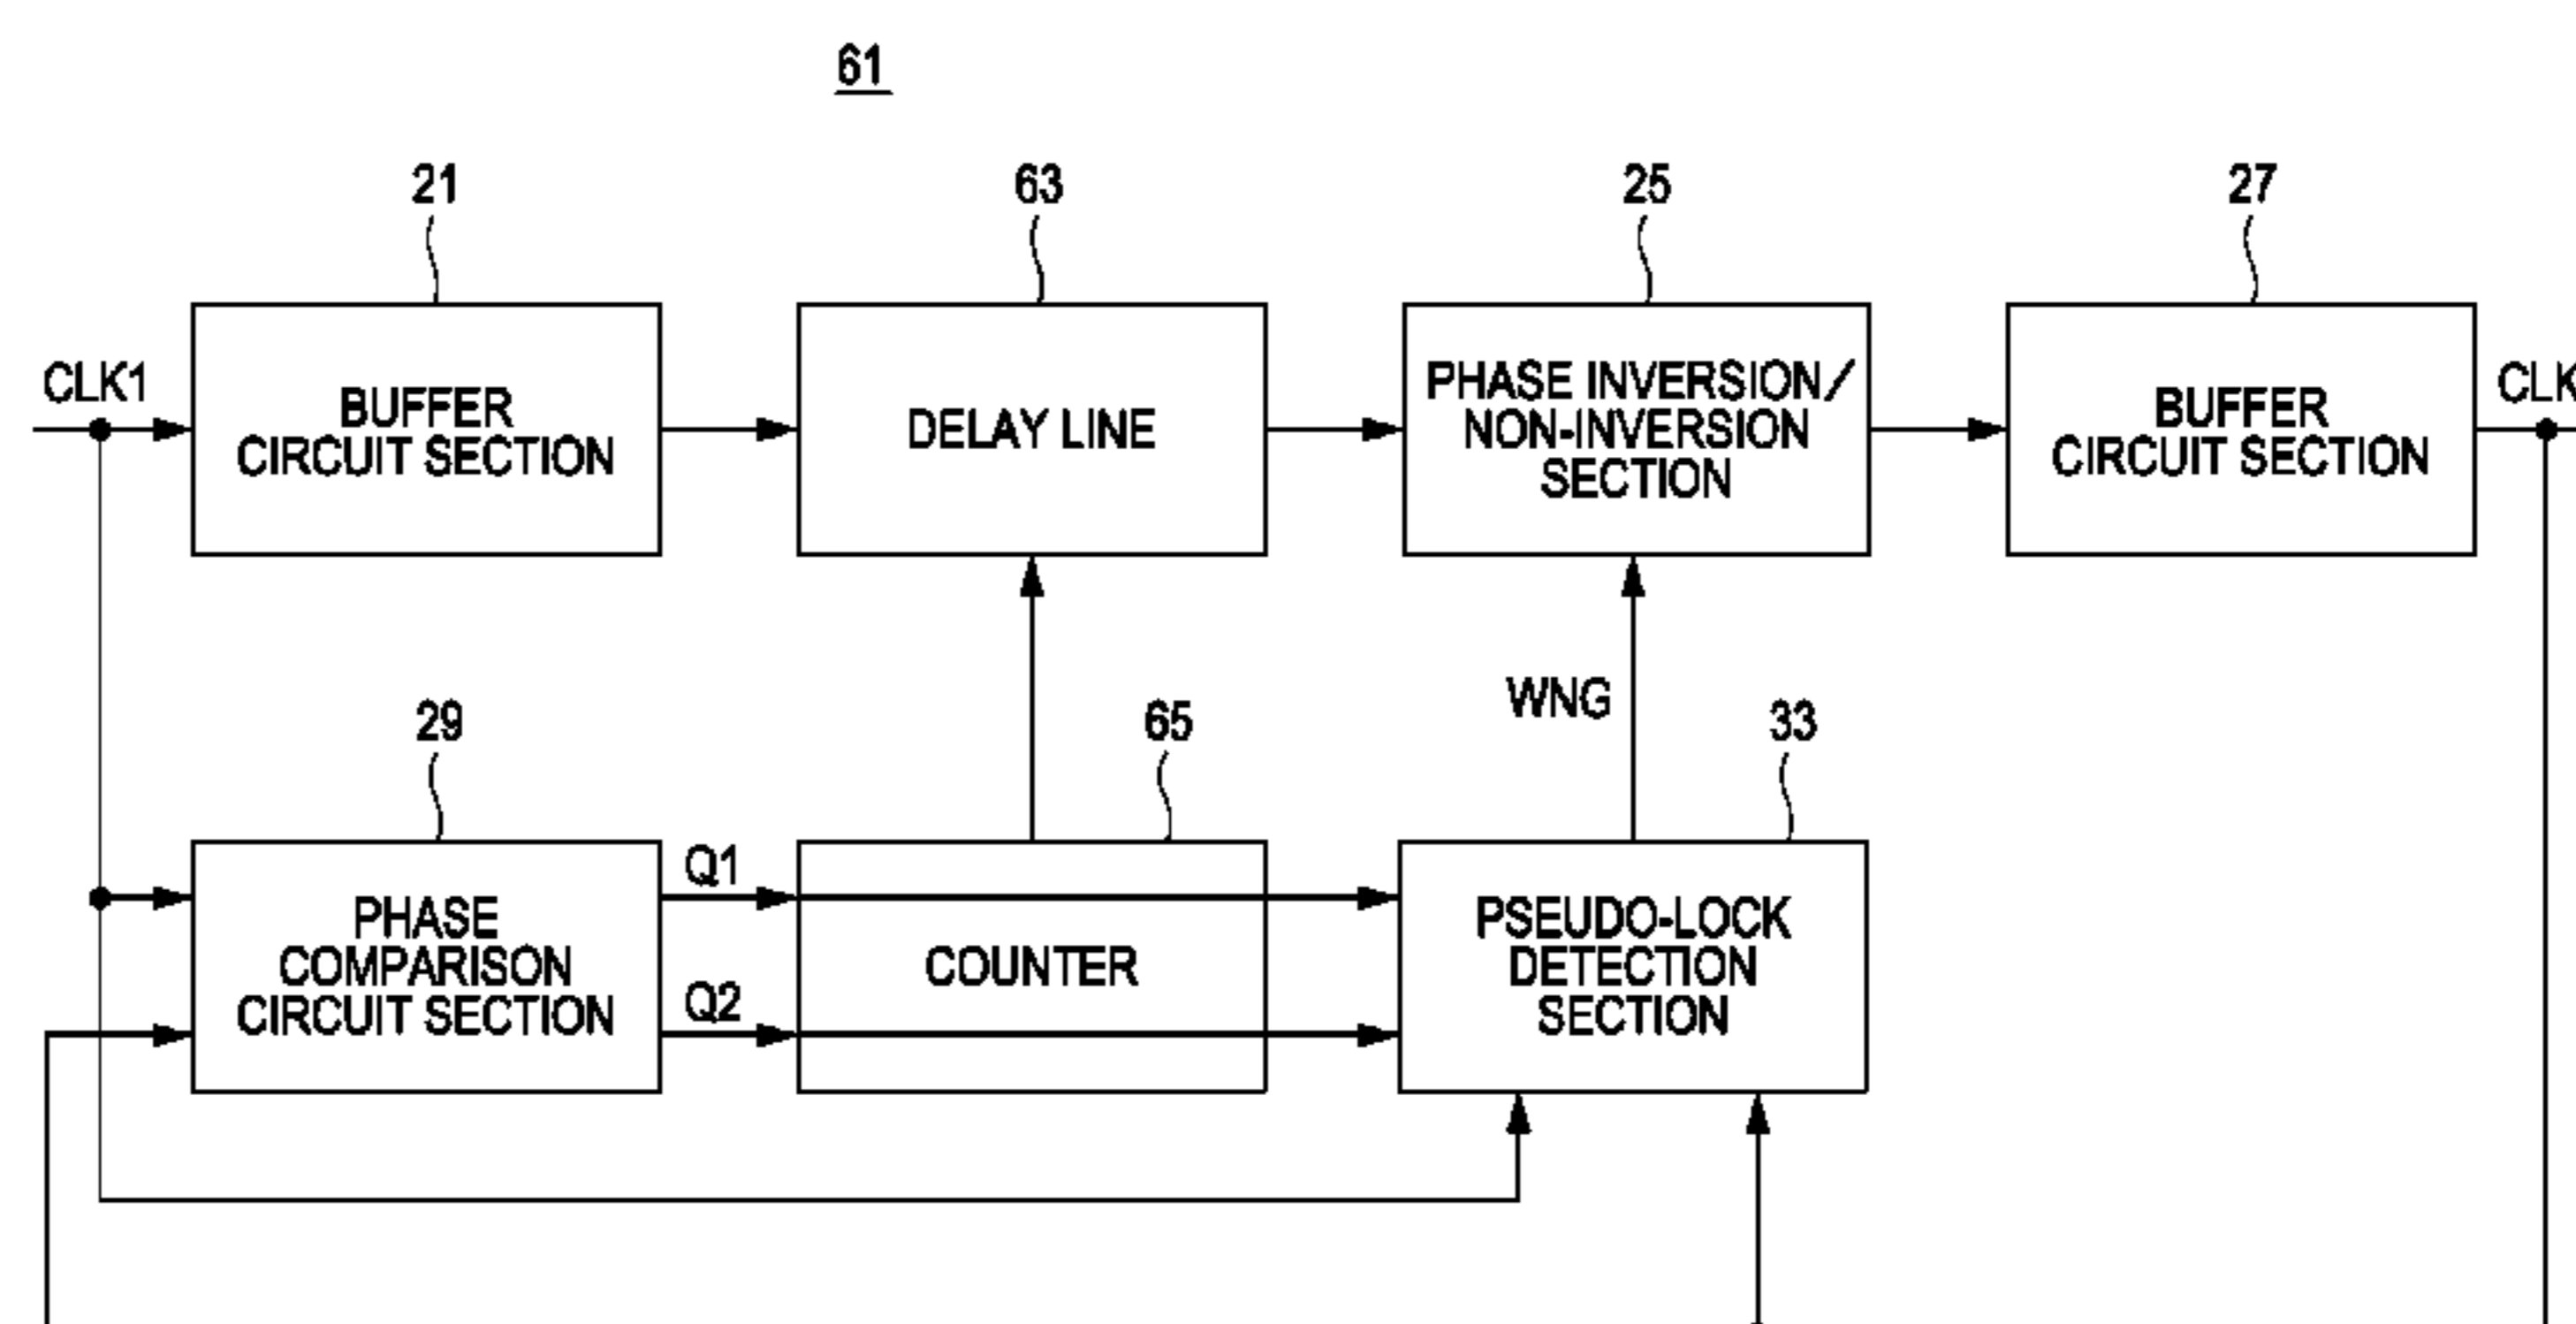 61
21
63
25
27
CLK1
BUFFER
CIRCUIT SECTION
DELAY LINE
PHASE INVERSION/
NON-INVERSION
SECTION
BUFFER
CIRCUIT SECTION
CLK
WNG
29
65
33
PHASE
COMPARISON
CIRCUIT SECTION
Q1
Q2
COUNTER
PSEUDO-LOCK
DETECTION
SECTION